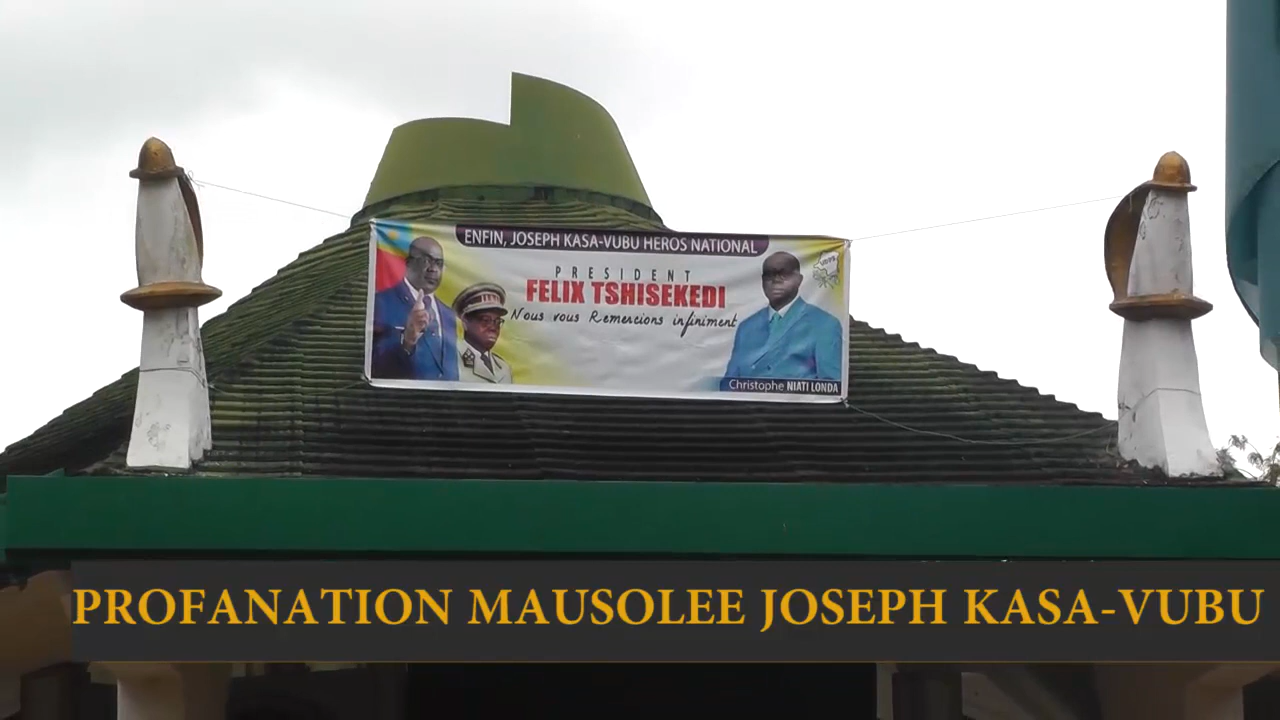 ENFIN, JOSEPH KASA-VUBU HEROS NATIONAL
PRESIDENT
FELIX TSHISEKEDI
Nous vous Remercions infiniment
Christophe NIATI LONDA
PROFANATION MAUSOLEE JOSEPH KASA-VUBU